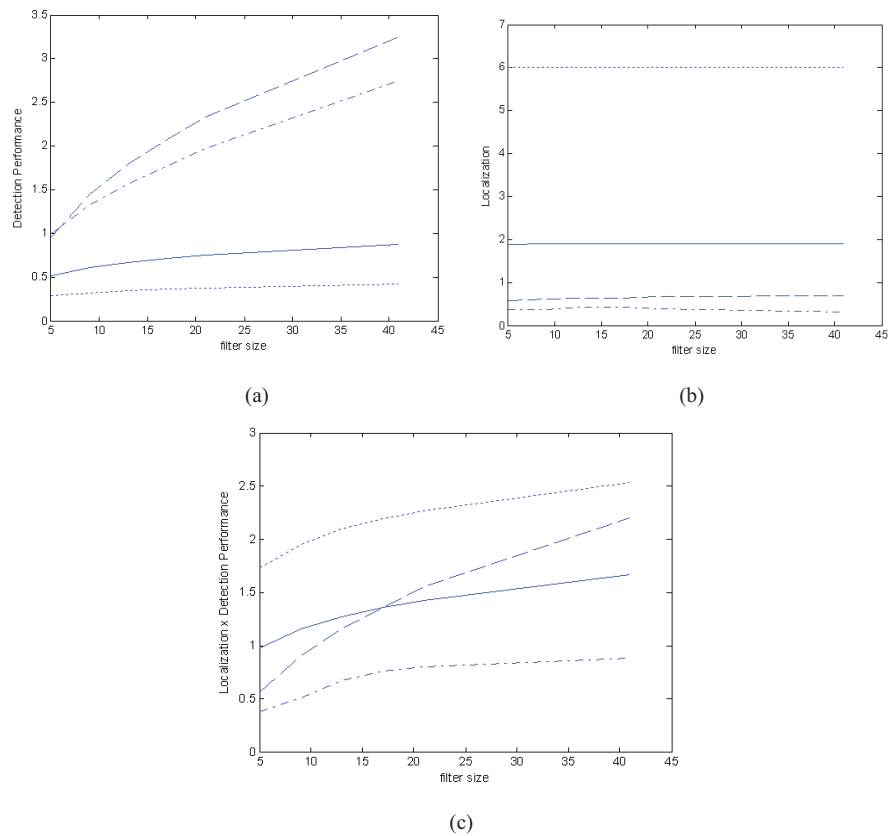 3.5
3
2.5
2
1.5
1
0.5
0
Detection Performance
5 10 15 20 25 30 35 40 45
filter size
(a)
7
6
5
4
3
2
1
0
Localization
5 10 15 20 25 30 35 40 45
filter size
(b)
3
2.5
2
1.5
1
0.5
0
Localization x Detection Performance
5 10 15 20 25 30 35 40 45
filter size
(c)